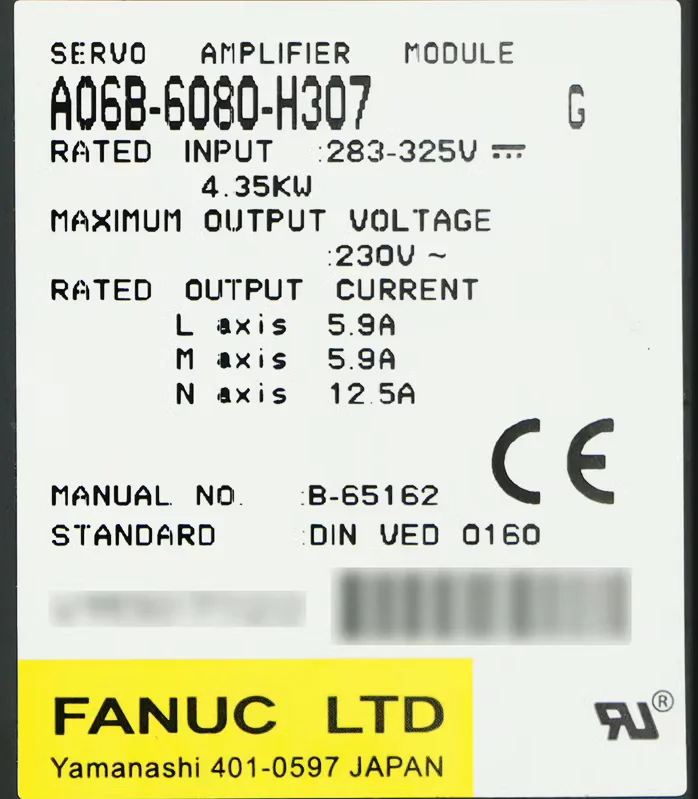 SERVO AMPLIFIER MODULE
A06B-6080-H307 G
RATED INPUT :283-325V ⎓
4.35KW
MAXIMUM OUTPUT VOLTAGE
:230V ~
RATED OUTPUT CURRENT
L axis 5.9A
M axis 5.9A
N axis 12.5A
CE
MANUAL NO. :B-65162
STANDARD :DIN VED 0160
FANUC LTD
Yamanashi 401-0597 JAPAN
RU®